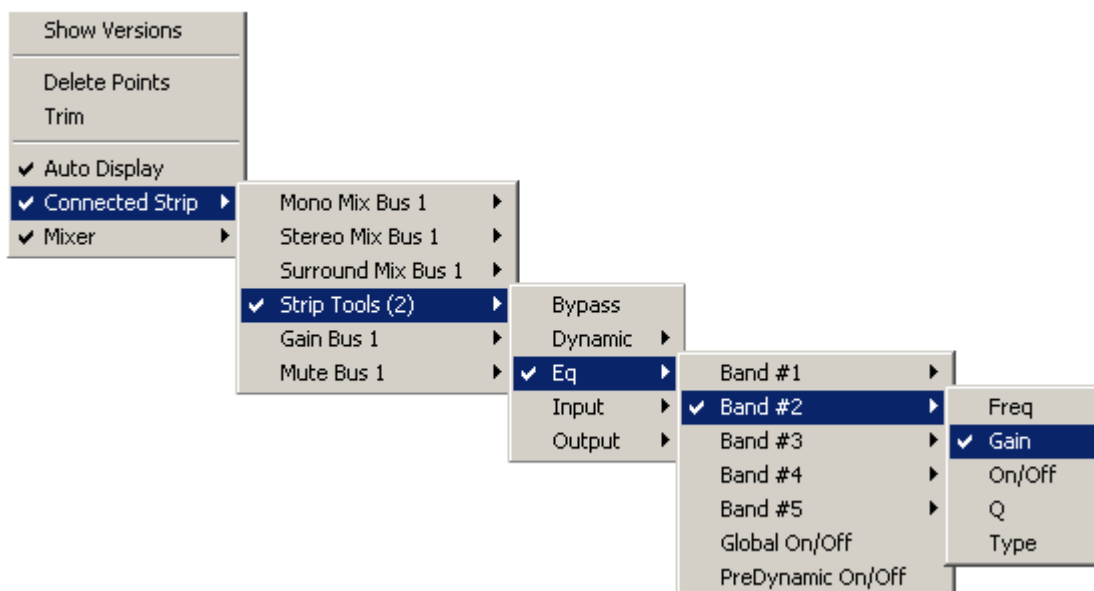 Show Versions
Delete Points
Trim
Auto Display
Connected Strip
Mixer
Mono Mix Bus 1
Stereo Mix Bus 1
Surround Mix Bus 1
Strip Tools (2)
Gain Bus 1
Mute Bus 1
Bypass
Dynamic
Eq
Input
Output
Band #1
Band #2
Band #3
Band #4
Band #5
Global On/Off
PreDynamic On/Off
Freq
Gain
On/Off
Q
Type